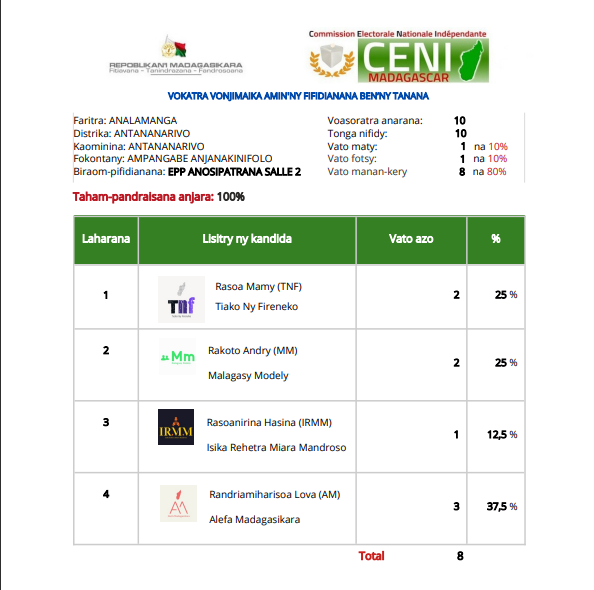 REPOBLIKAN'I MADAGASIKARA
Fitiavana - Tanindrazana - Fandrosoana
Commission Electorale Nationale Indépendante
CENI
MADAGASCAR
VOKATRA VONJIMAIKA AMIN'NY FIFIDIANANA BEN'NY TANANA
Faritra: ANALAMANGA
Distrika: ANTANANARIVO
Kaominina: ANTANANARIVO
Fokontany: AMPANGABE ANJANAKINIFOLO
Biraom-pifidianana: EPP ANOSIPATRANA SALLE 2
Voasoratra anarana: 10
Tonga nifidy: 10
Vato maty: 1 na 10%
Vato fotsy: 1 na 10%
Vato manan-kery 8 na 80%
Taham-pandraisana anjara: 100%
Laharana Lisitry ny kandida Vato azo %
1 Rasoa Mamy (TNF) 2 25 %
Tnf
Tiako Ny Fireneko
2 Rakoto Andry (MM) 2 25 %
Mm
Malagasy Modely
3 Rasoanirina Hasina (IRMM) 1 12,5 %
IRMM
Isika Rehetra Miara Mandroso
4 Randriamiharisoa Lova (AM) 3 37,5 %
AM
Alefa Madagasikara
Total 8